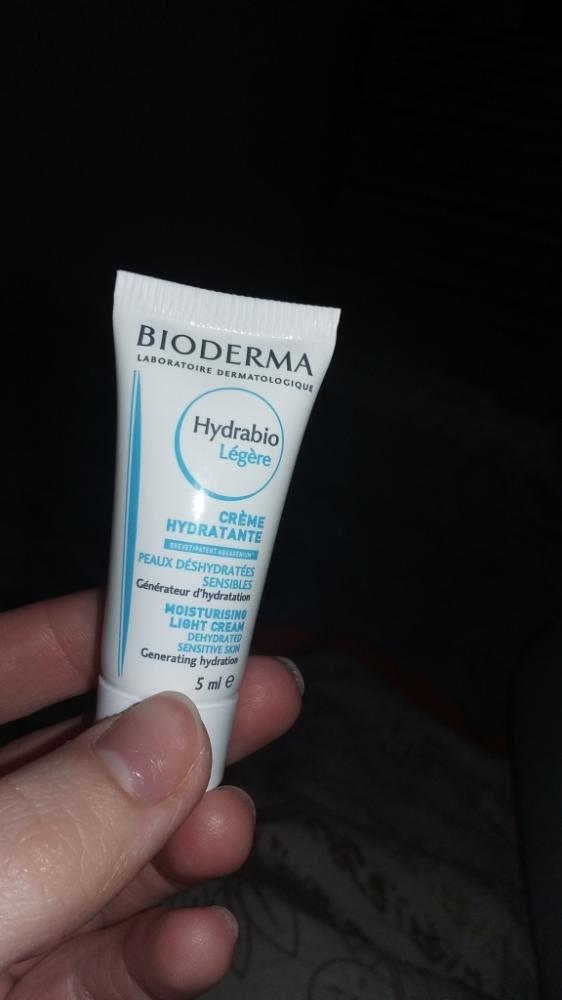 BIODERMA
LABORATOIRE DERMATOLOGIQUE
Hydrabio
Légère
CRÈME
HYDRATANTE
BREVET/PATENT AQUAGENIUM
PEAUX DÉSHYDRATÉES
SENSIBLES
Générateur d'hydratation
MOISTURISING
LIGHT CREAM
DEHYDRATED
SENSITIVE SKIN
Generating hydration
5 ml ℮